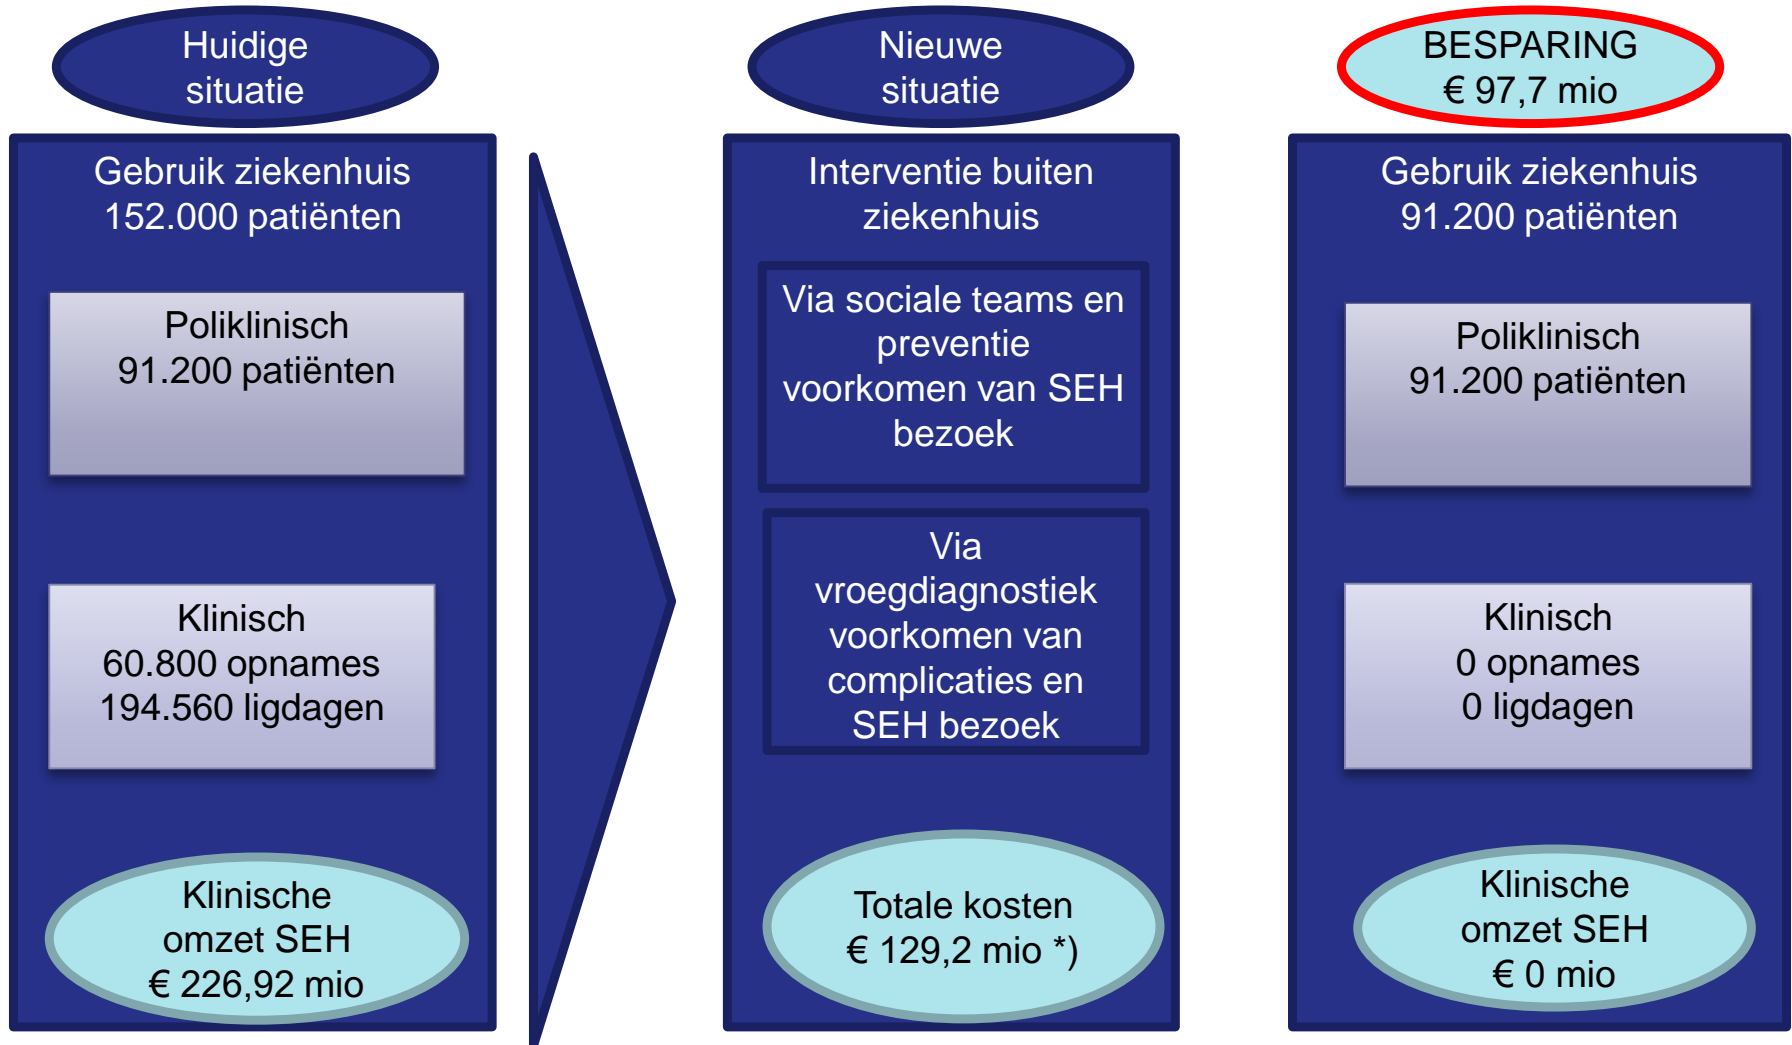 Huidige
situatie
Gebruik ziekenhuis
152.000 patiënten
Poliklinisch
91.200 patiënten
Klinisch
60.800 opnames
194.560 ligdagen
Klinische
omzet SEH
€ 226,92 mio
Nieuwe
situatie
Interventie buiten
ziekenhuis
Via sociale teams en
preventie
voorkomen van SEH
bezoek
Via
vroegdiagnostiek
voorkomen van
complicaties en
SEH bezoek
Totale kosten
€ 129,2 mio *)
BESPARING
€ 97,7 mio
Gebruik ziekenhuis
91.200 patiënten
Poliklinisch
91.200 patiënten
Klinisch
0 opnames
0 ligdagen
Klinische
omzet SEH
€ 0 mio